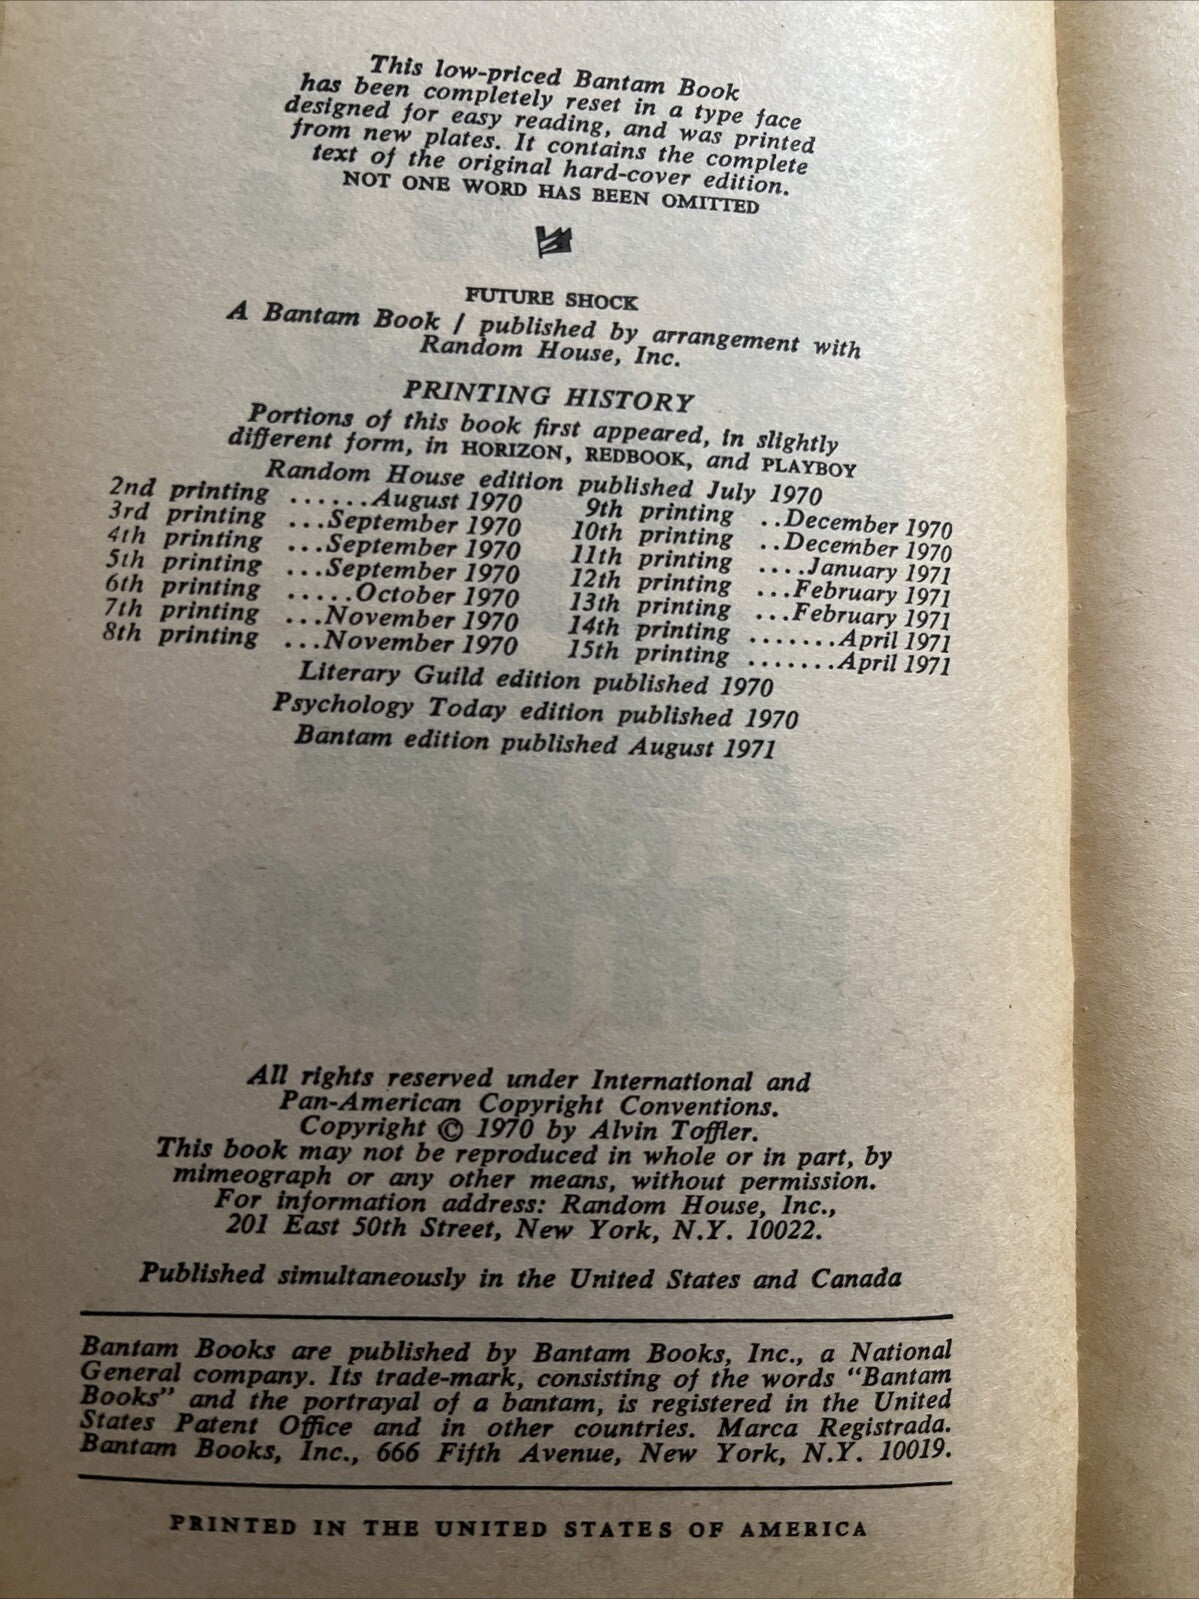 This low-priced Bantam Book
has been completely reset in a type face
designed for easy reading, and was printed
from new plates. It contains the complete
text of the original hard-cover edition.
NOT ONE WORD HAS BEEN OMITTED
FUTURE SHOCK
A Bantam Book / published by arrangement with
Random House, Inc.
PRINTING HISTORY
Portions of this book first appeared, in slightly
different form, in HORIZON, REDBOOK, and PLAYBOY
Random House edition published July 1970
2nd printing ......August 1970
3rd printing ...September 1970
4th printing ...September 1970
5th printing ...September 1970
6th printing .....October 1970
7th printing ...November 1970
8th printing ...November 1970
9th printing ..December 1970
10th printing ..December 1970
11th printing ....January 1971
12th printing ...February 1971
13th printing ...February 1971
14th printing .......April 1971
15th printing .......April 1971
Literary Guild edition published 1970
Psychology Today edition published 1970
Bantam edition published August 1971
All rights reserved under International and
Pan-American Copyright Conventions.
Copyright © 1970 by Alvin Toffler.
This book may not be reproduced in whole or in part, by
mimeograph or any other means, without permission.
For information address: Random House, Inc.,
201 East 50th Street, New York, N.Y. 10022.
Published simultaneously in the United States and Canada
Bantam Books are published by Bantam Books, Inc., a National
General company. Its trade-mark, consisting of the words "Bantam
Books" and the portrayal of a bantam, is registered in the United
States Patent Office and in other countries. Marca Registrada.
Bantam Books, Inc., 666 Fifth Avenue, New York, N.Y. 10019.
PRINTED IN THE UNITED STATES OF AMERICA